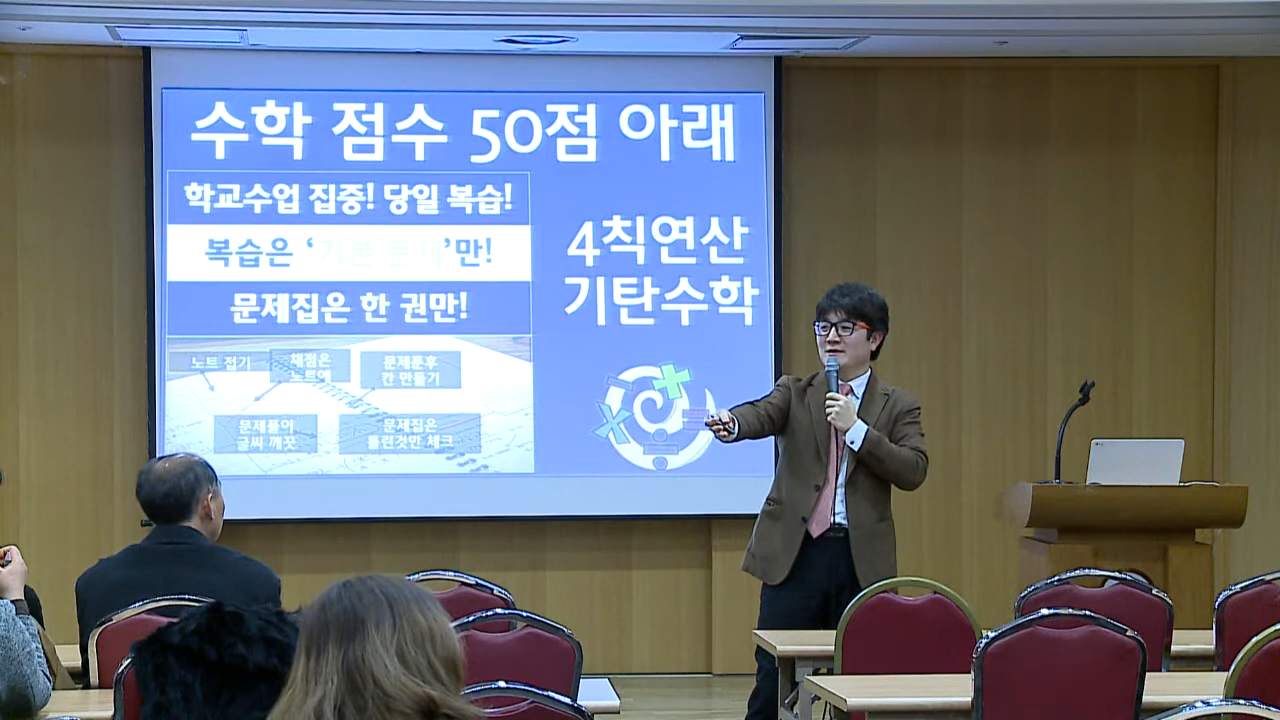 수학 점수 50점 아래
학교수업 집중! 당일 복습!
복습은 ‘기본 문제’만!
문제집은 한 권만!
4칙연산
기탄수학
노트 접기
채점은
노트에
문제푼후
칸 만들기
문제풀이
글씨 깨끗
문제집은
틀린것만 체크